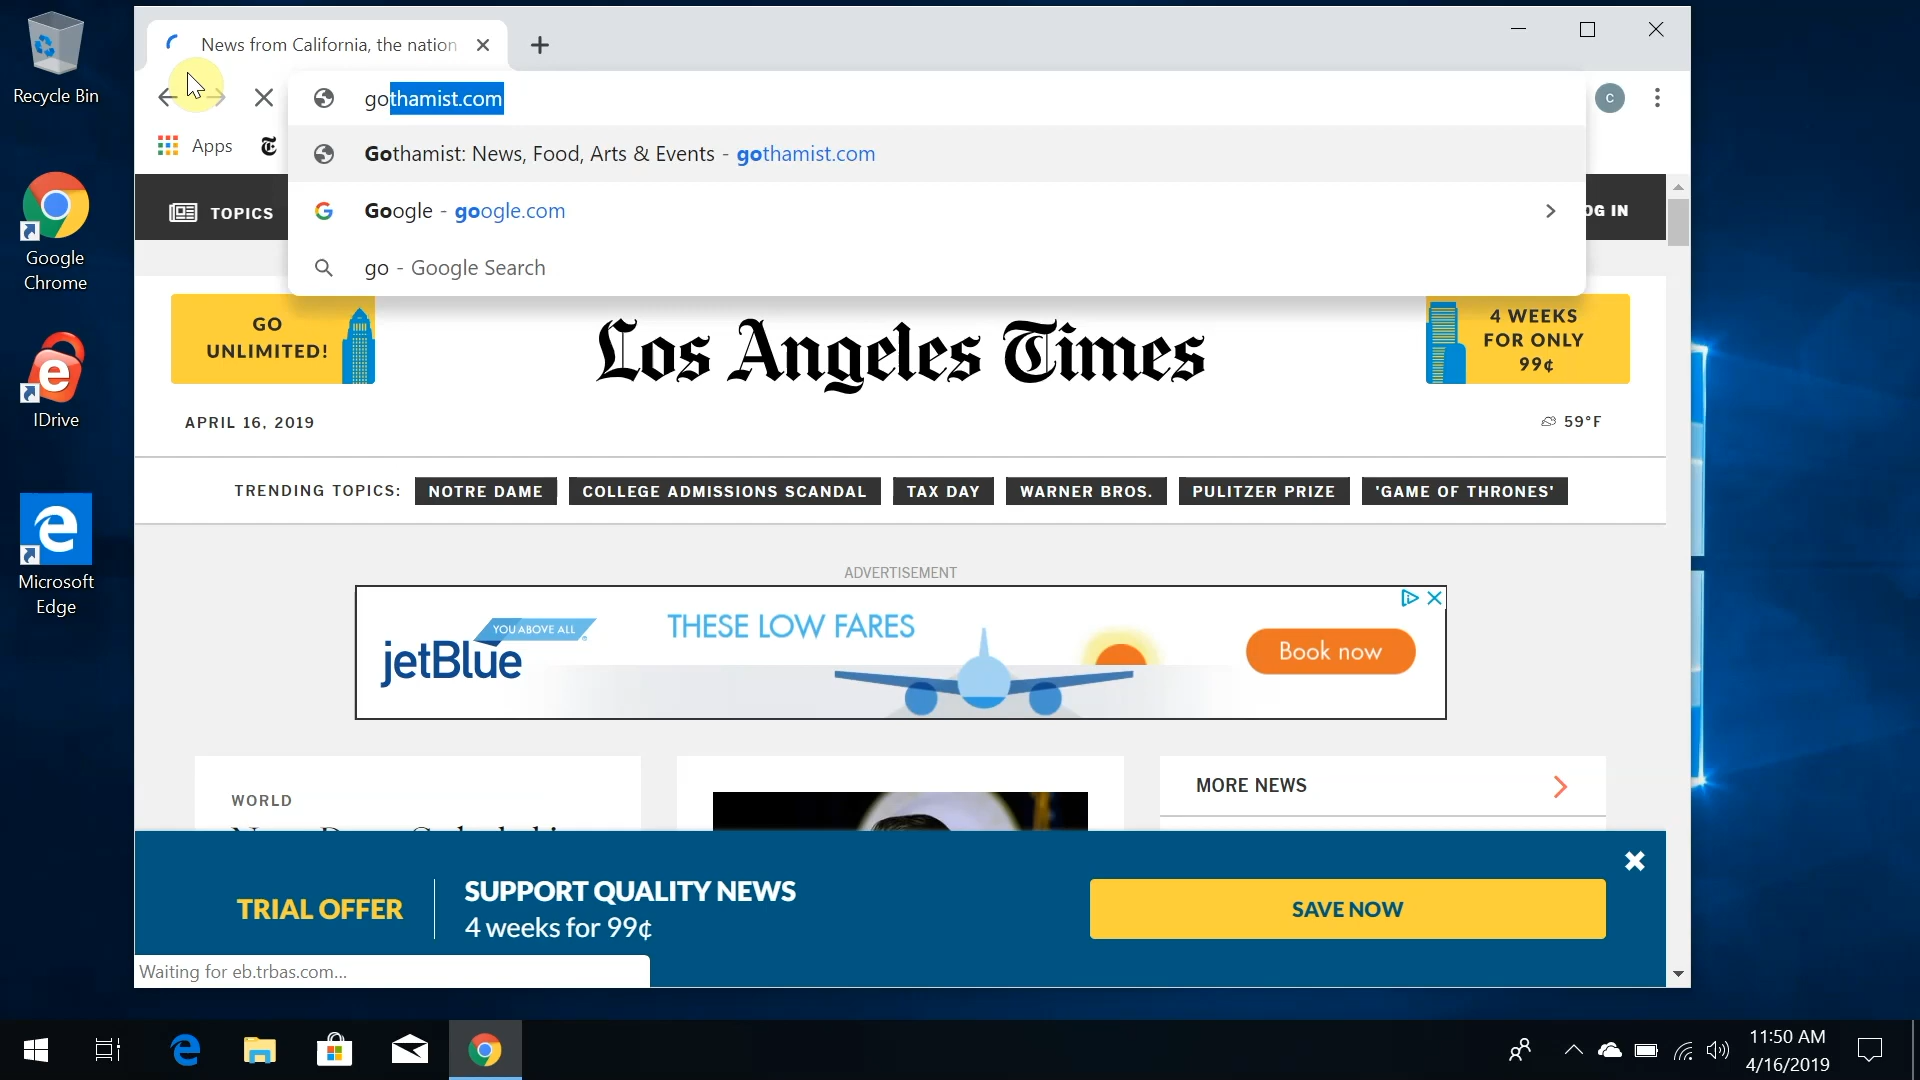 Recycle Bin
Google
Chrome
IDrive
Microsoft
Edge
News from California, the nation
gothamist.com
C
Apps
Gothamist: News, Food, Arts & Events - gothamist.com
Google - google.com
go - Google Search
TOPICS
OG IN
GO
UNLIMITED!
Los Angeles Times
4 WEEKS
FOR ONLY
99¢
APRIL 16, 2019
59°F
TRENDING TOPICS: NOTRE DAME COLLEGE ADMISSIONS SCANDAL TAX DAY WARNER BROS. PULITZER PRIZE 'GAME OF THRONES'
ADVERTISEMENT
YOU ABOVE ALL
jetBlue
THESE LOW FARES
Book now
WORLD
MORE NEWS
TRIAL OFFER
SUPPORT QUALITY NEWS
4 weeks for 99¢
SAVE NOW
Waiting for eb.trbas.com...
11:50 AM
4/16/2019